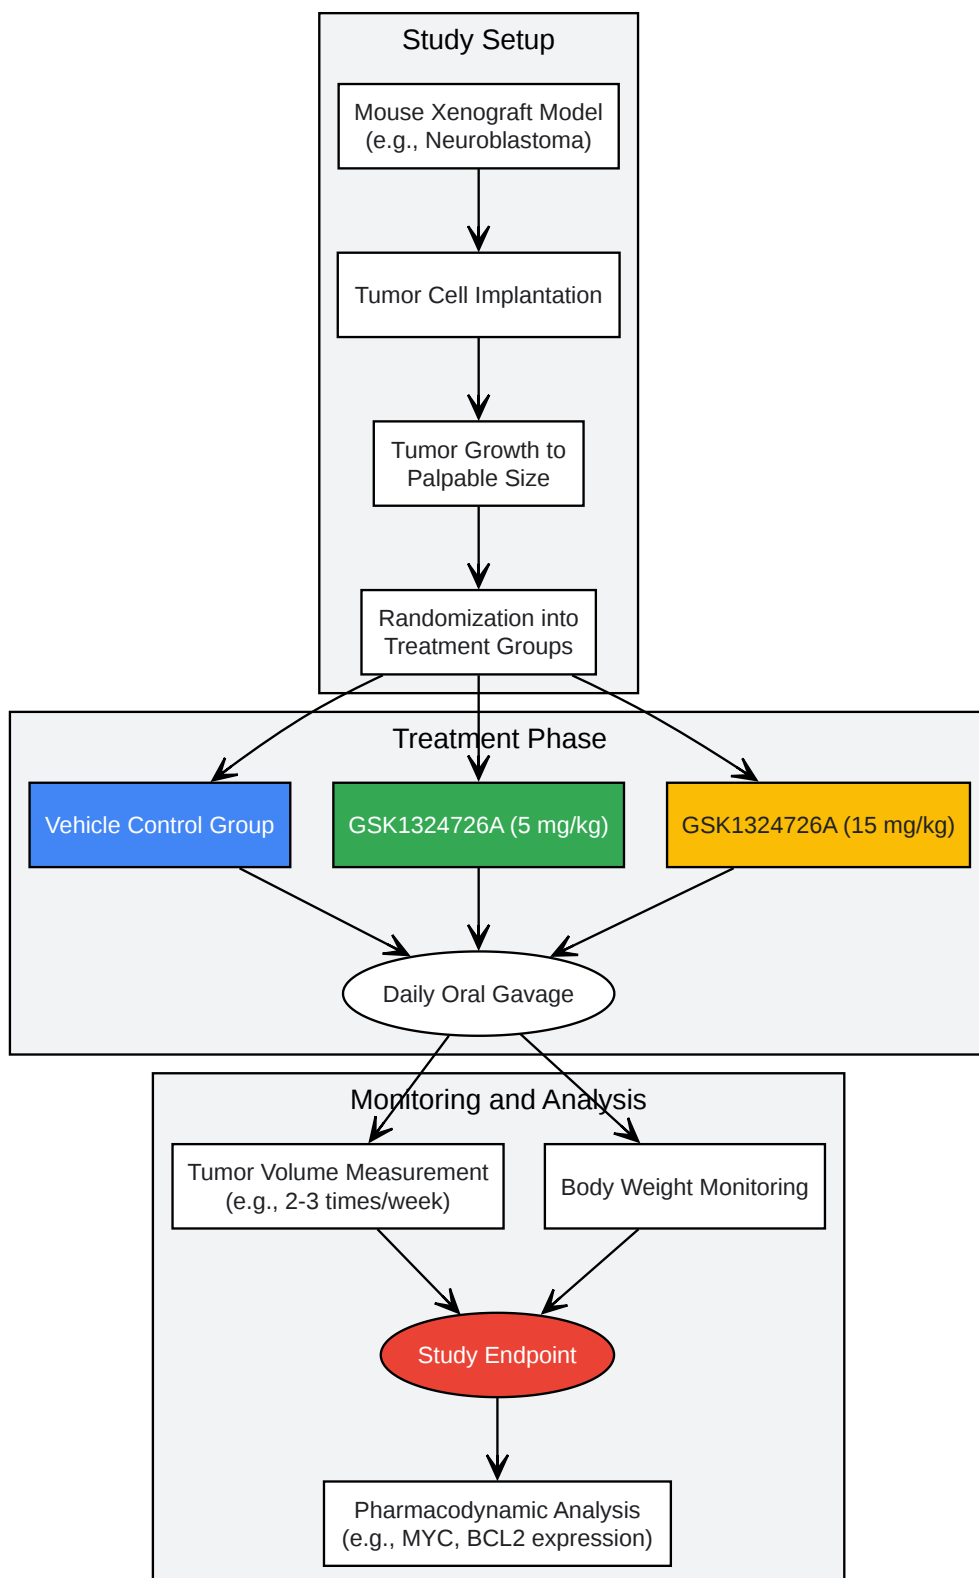 Study Setup
Mouse Xenograft Model
(e.g., Neuroblastoma)
Tumor Cell Implantation
Tumor Growth to
Palpable Size
Randomization into
Treatment Groups
Treatment Phase
Vehicle Control Group
GSK1324726A (5 mg/kg)
GSK1324726A (15 mg/kg)
Daily Oral Gavage
Monitoring and Analysis
Tumor Volume Measurement
(e.g., 2-3 times/week)
Body Weight Monitoring
Study Endpoint
Pharmacodynamic Analysis
(e.g., MYC, BCL2 expression)